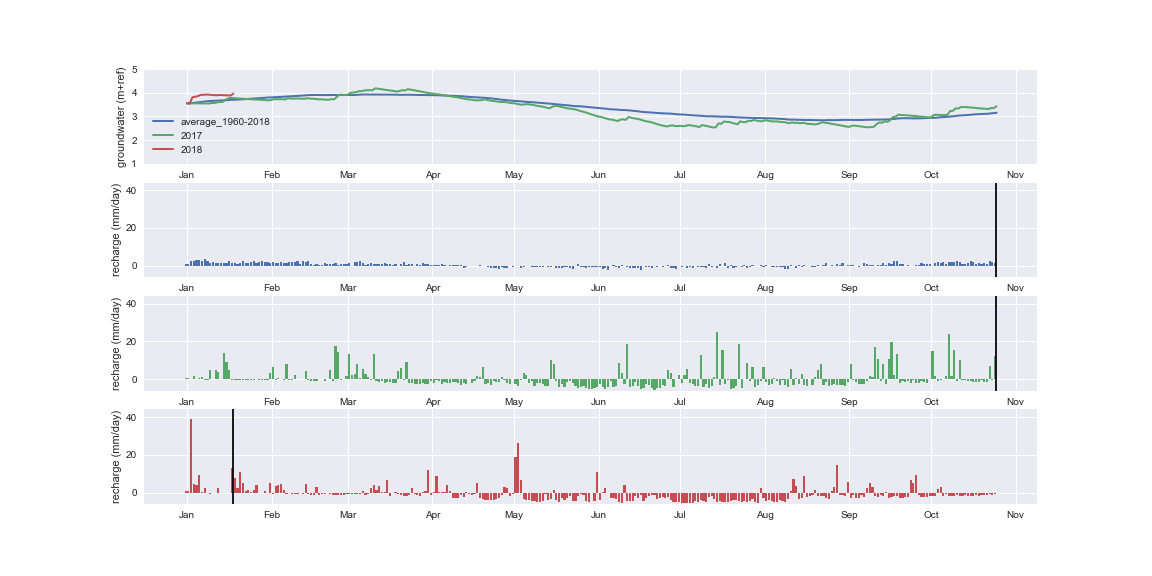 groundwater (m+ref)
5
4
3
2
1
average_1960-2018
2017
2018
Jan Feb Mar Apr May Jun Jul Aug Sep Oct Nov
recharge (mm/day)
40
20
0
Jan Feb Mar Apr May Jun Jul Aug Sep Oct Nov
recharge (mm/day)
40
20
0
Jan Feb Mar Apr May Jun Jul Aug Sep Oct Nov
recharge (mm/day)
40
20
0
Jan Feb Mar Apr May Jun Jul Aug Sep Oct Nov